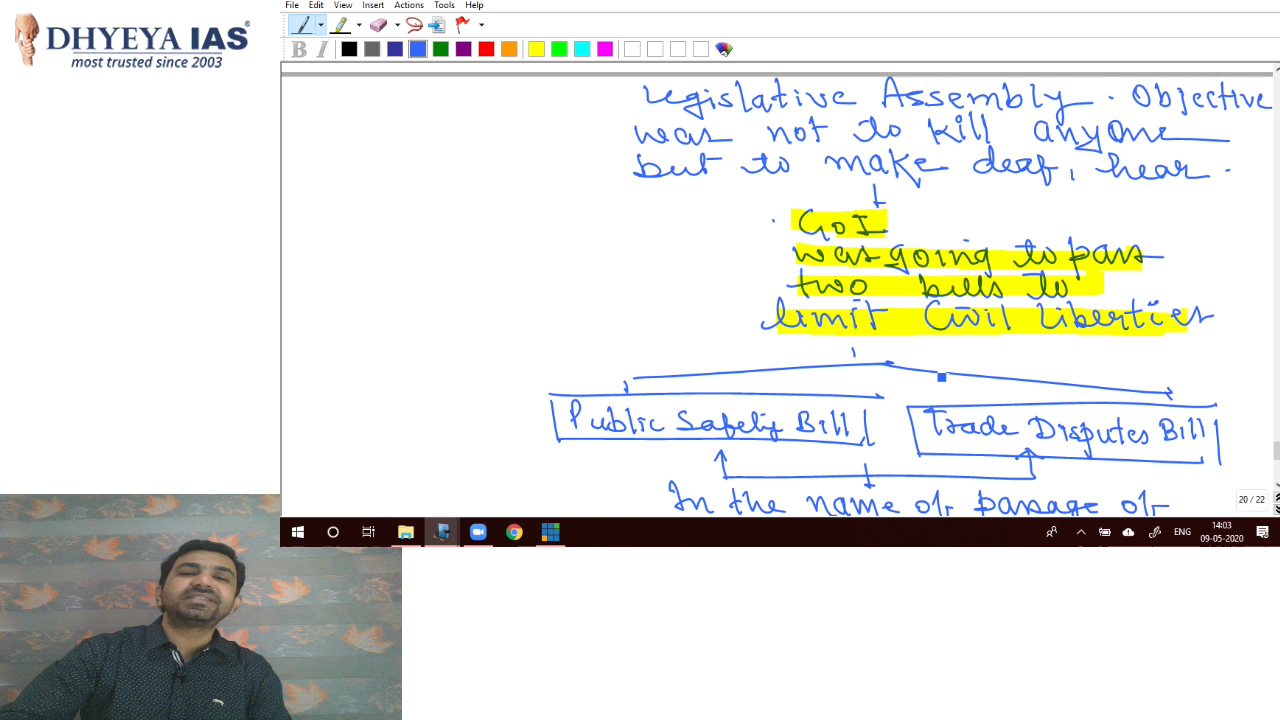 DHYEYA IAS®
most trusted since 2003
File Edit View Insert Actions Tools Help
B I
Legislative Assembly. Objective
was not to kill anyone
but to make deaf, hear.
GoI
was going to pass
two bills to
limit Civil liberties
Public Safety Bill
Trade Disputes Bill
In the name of passage of
20 / 22
ENG
14:03
09-05-2020